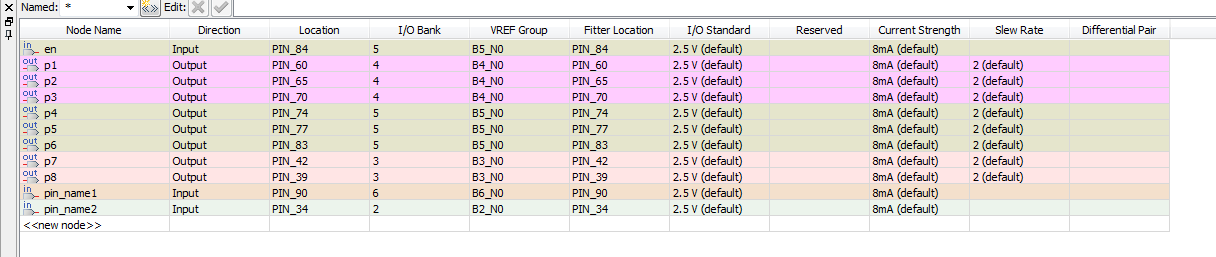 Named: * «» Edit:
Node Name Direction Location I/O Bank VREF Group Fitter Location I/O Standard Reserved Current Strength Slew Rate Differential Pair
in en Input PIN_84 5 B5_N0 PIN_84 2.5 V (default) 8mA (default)
out p1 Output PIN_60 4 B4_N0 PIN_60 2.5 V (default) 8mA (default) 2 (default)
out p2 Output PIN_65 4 B4_N0 PIN_65 2.5 V (default) 8mA (default) 2 (default)
out p3 Output PIN_70 4 B4_N0 PIN_70 2.5 V (default) 8mA (default) 2 (default)
out p4 Output PIN_74 5 B5_N0 PIN_74 2.5 V (default) 8mA (default) 2 (default)
out p5 Output PIN_77 5 B5_N0 PIN_77 2.5 V (default) 8mA (default) 2 (default)
out p6 Output PIN_83 5 B5_N0 PIN_83 2.5 V (default) 8mA (default) 2 (default)
out p7 Output PIN_42 3 B3_N0 PIN_42 2.5 V (default) 8mA (default) 2 (default)
out p8 Output PIN_39 3 B3_N0 PIN_39 2.5 V (default) 8mA (default) 2 (default)
in pin_name1 Input PIN_90 6 B6_N0 PIN_90 2.5 V (default) 8mA (default)
in pin_name2 Input PIN_34 2 B2_N0 PIN_34 2.5 V (default) 8mA (default)
<<new node>>